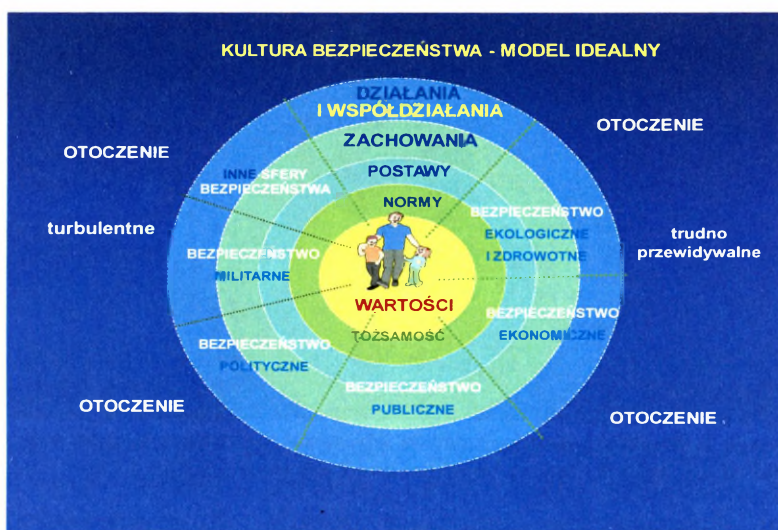 KULTURA BEZPIECZEŃSTWA - MODEL IDEALNY
DZIAŁANIA
I WSPÓŁDZIAŁANIA
ZACHOWANIA
POSTAWY
NORMY
OTOCZENIE
OTOCZENIE
INNE SFERY
BEZPIECZEŃSTWA
turbulentne
BEZPIECZEŃSTWO
EKOLOGICZNE
I ZDROWOTNE
trudno
przewidywalne
BEZPIECZEŃSTWO
MILITARNE
WARTOŚCI
TOŻSAMOŚĆ
BEZPIECZEŃSTWO
EKONOMICZNE
BEZPIECZEŃSTWO
POLITYCZNE
BEZPIECZEŃSTWO
PUBLICZNE
OTOCZENIE
OTOCZENIE